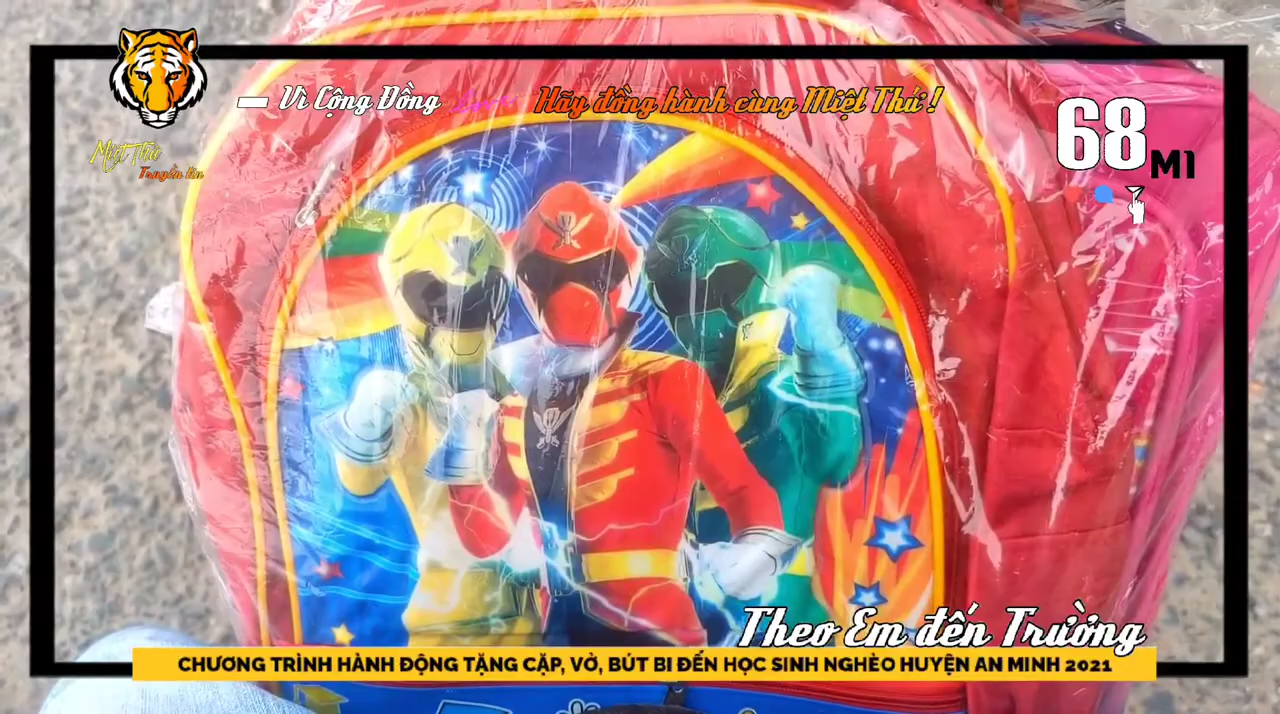 Vì Cộng Đồng
Hãy đồng hành cùng Miệt Thứ !
68
M1
Miệt Thứ
Truyền tin
Theo Em đến Trường
CHƯƠNG TRÌNH HÀNH ĐỘNG TẶNG CẶP, VỞ, BÚT BI ĐẾN HỌC SINH NGHÈO HUYỆN AN MINH 2021